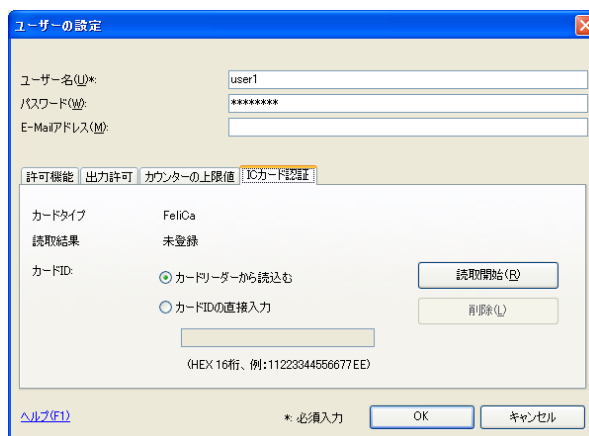 ユーザーの設定
ユーザー名(U)*: user1
パスワード(W): ********
E-Mailアドレス(M):
許可機能 出力許可 カウンターの上限値 ICカード認証
カードタイプ FeliCa
読取結果 未登録
カードID: カードリーダーから読込む 読取開始(R)
カードIDの直接入力 削除(L)
(HEX 16桁、例:11223344556677EE)
ヘルプ(F1) *: 必須入力 OK キャンセル